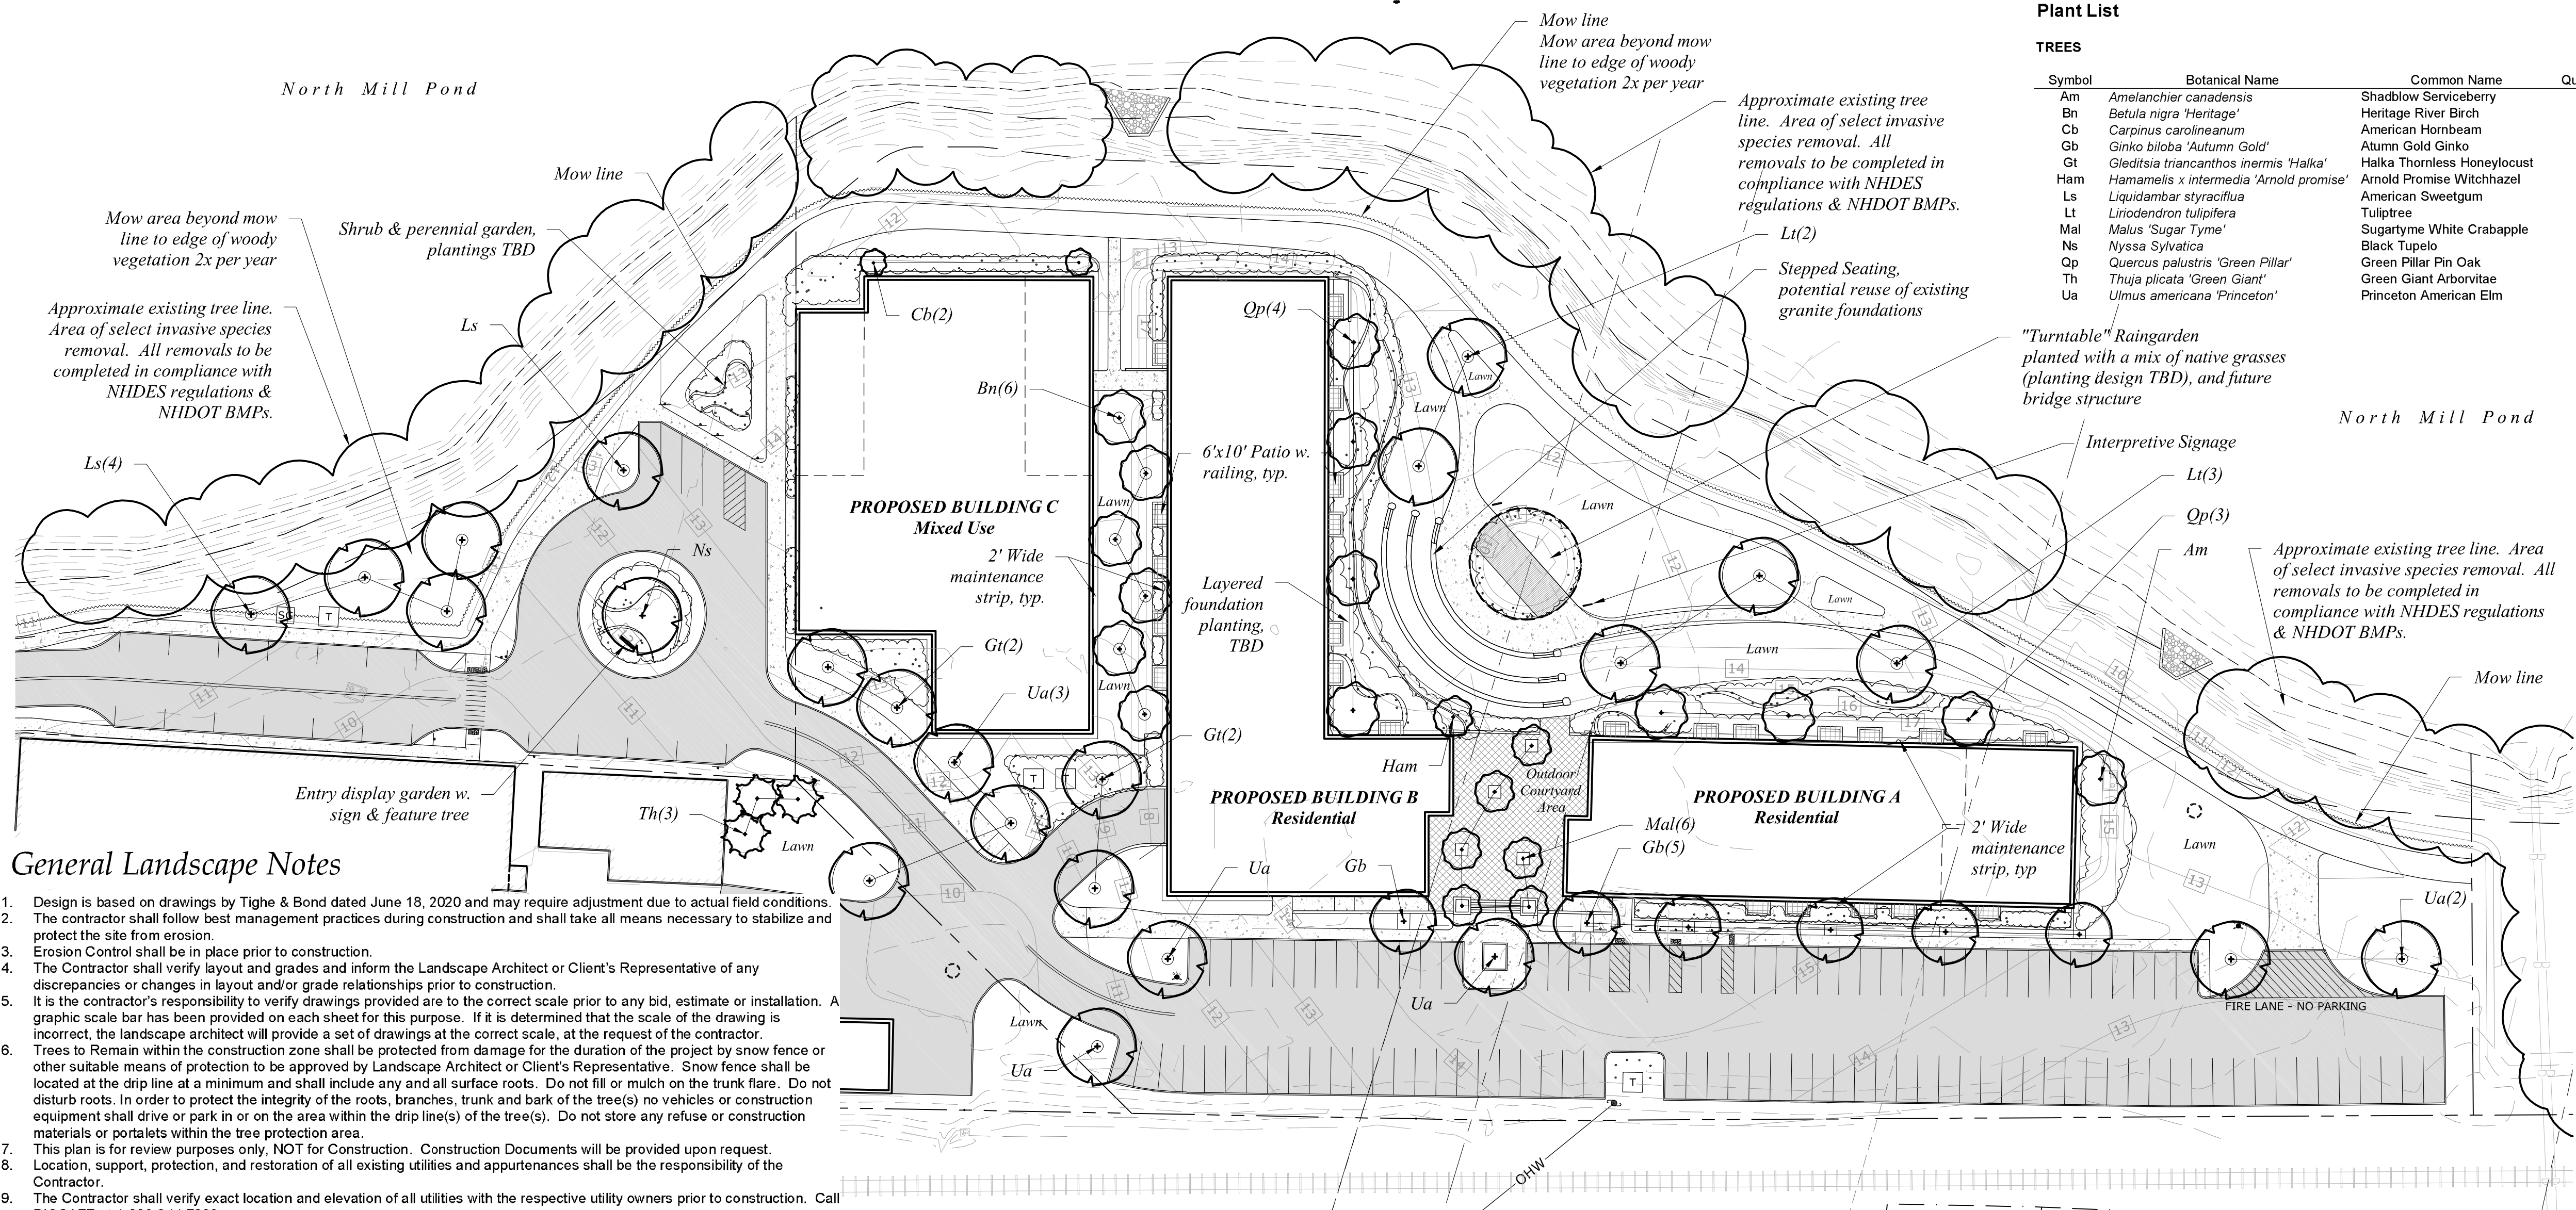 North Mill Pond
Mow line
Mow area beyond mow
line to edge of woody
vegetation 2x per year
Approximate existing tree
line. Area of select invasive
species removal. All
removals to be completed in
compliance with NHDES
regulations & NHDOT BMPs.
Lt(2)
Stepped Seating,
potential reuse of existing
granite foundations
"Turntable" Raingarden
planted with a mix of native grasses
(planting design TBD), and future
bridge structure
North Mill Pond
Interpretive Signage
Lt(3)
Qp(3)
Am
Approximate existing tree line. Area
of select invasive species removal. All
removals to be completed in
compliance with NHDES regulations
& NHDOT BMPs.
Mow line
Plant List
TREES
Symbol Botanical Name Common Name Qu
Am Amelanchier canadensis Shadblow Serviceberry
Bn Betula nigra 'Heritage' Heritage River Birch
Cb Carpinus carolineanum American Hornbeam
Gb Ginko biloba 'Autumn Gold' Atumn Gold Ginko
Gt Gleditsia triancanthos inermis 'Halka' Halka Thornless Honeylocust
Ham Hamamelis x intermedia 'Arnold promise' Arnold Promise Witchhazel
Ls Liquidambar styraciflua American Sweetgum
Lt Liriodendron tulipifera Tuliptree
Mal Malus 'Sugar Tyme' Sugartyme White Crabapple
Ns Nyssa Sylvatica Black Tupelo
Qp Quercus palustris 'Green Pillar' Green Pillar Pin Oak
Th Thuja plicata 'Green Giant' Green Giant Arborvitae
Ua Ulmus americana 'Princeton' Princeton American Elm
Mow line
Mow area beyond mow
line to edge of woody
vegetation 2x per year
Shrub & perennial garden,
plantings TBD
Approximate existing tree line.
Area of select invasive species
removal. All removals to be
completed in compliance with
NHDES regulations &
NHDOT BMPs.
Ls
Ls(4)
Cb(2)
Qp(4)
Bn(6)
6'x10' Patio w.
railing, typ.
PROPOSED BUILDING C
Mixed Use
Ns
2' Wide
maintenance
strip, typ.
Layered
foundation
planting,
TBD
Gt(2)
Ua(3)
Gt(2)
Ham
Lawn
Lawn
Lawn
Lawn
Lawn
Lawn
Lawn
SG
T
T
T
Entry display garden w.
sign & feature tree
Th(3)
Lawn
PROPOSED BUILDING B
Residential
Outdoor
Courtyard
Area
PROPOSED BUILDING A
Residential
Mal(6)
Gb(5)
2' Wide
maintenance
strip, typ
Lawn
Ua
Gb
Ua(2)
Ua
FIRE LANE - NO PARKING
Lawn
Ua
T
OHW
General Landscape Notes
1. Design is based on drawings by Tighe & Bond dated June 18, 2020 and may require adjustment due to actual field conditions.
2. The contractor shall follow best management practices during construction and shall take all means necessary to stabilize and
protect the site from erosion.
3. Erosion Control shall be in place prior to construction.
4. The Contractor shall verify layout and grades and inform the Landscape Architect or Client's Representative of any
discrepancies or changes in layout and/or grade relationships prior to construction.
5. It is the contractor's responsibility to verify drawings provided are to the correct scale prior to any bid, estimate or installation. A
graphic scale bar has been provided on each sheet for this purpose. If it is determined that the scale of the drawing is
incorrect, the landscape architect will provide a set of drawings at the correct scale, at the request of the contractor.
6. Trees to Remain within the construction zone shall be protected from damage for the duration of the project by snow fence or
other suitable means of protection to be approved by Landscape Architect or Client's Representative. Snow fence shall be
located at the drip line at a minimum and shall include any and all surface roots. Do not fill or mulch on the trunk flare. Do not
disturb roots. In order to protect the integrity of the roots, branches, trunk and bark of the tree(s) no vehicles or construction
equipment shall drive or park in or on the area within the drip line(s) of the tree(s). Do not store any refuse or construction
materials or portalets within the tree protection area.
7. This plan is for review purposes only, NOT for Construction. Construction Documents will be provided upon request.
8. Location, support, protection, and restoration of all existing utilities and appurtenances shall be the responsibility of the
Contractor.
9. The Contractor shall verify exact location and elevation of all utilities with the respective utility owners prior to construction. Call